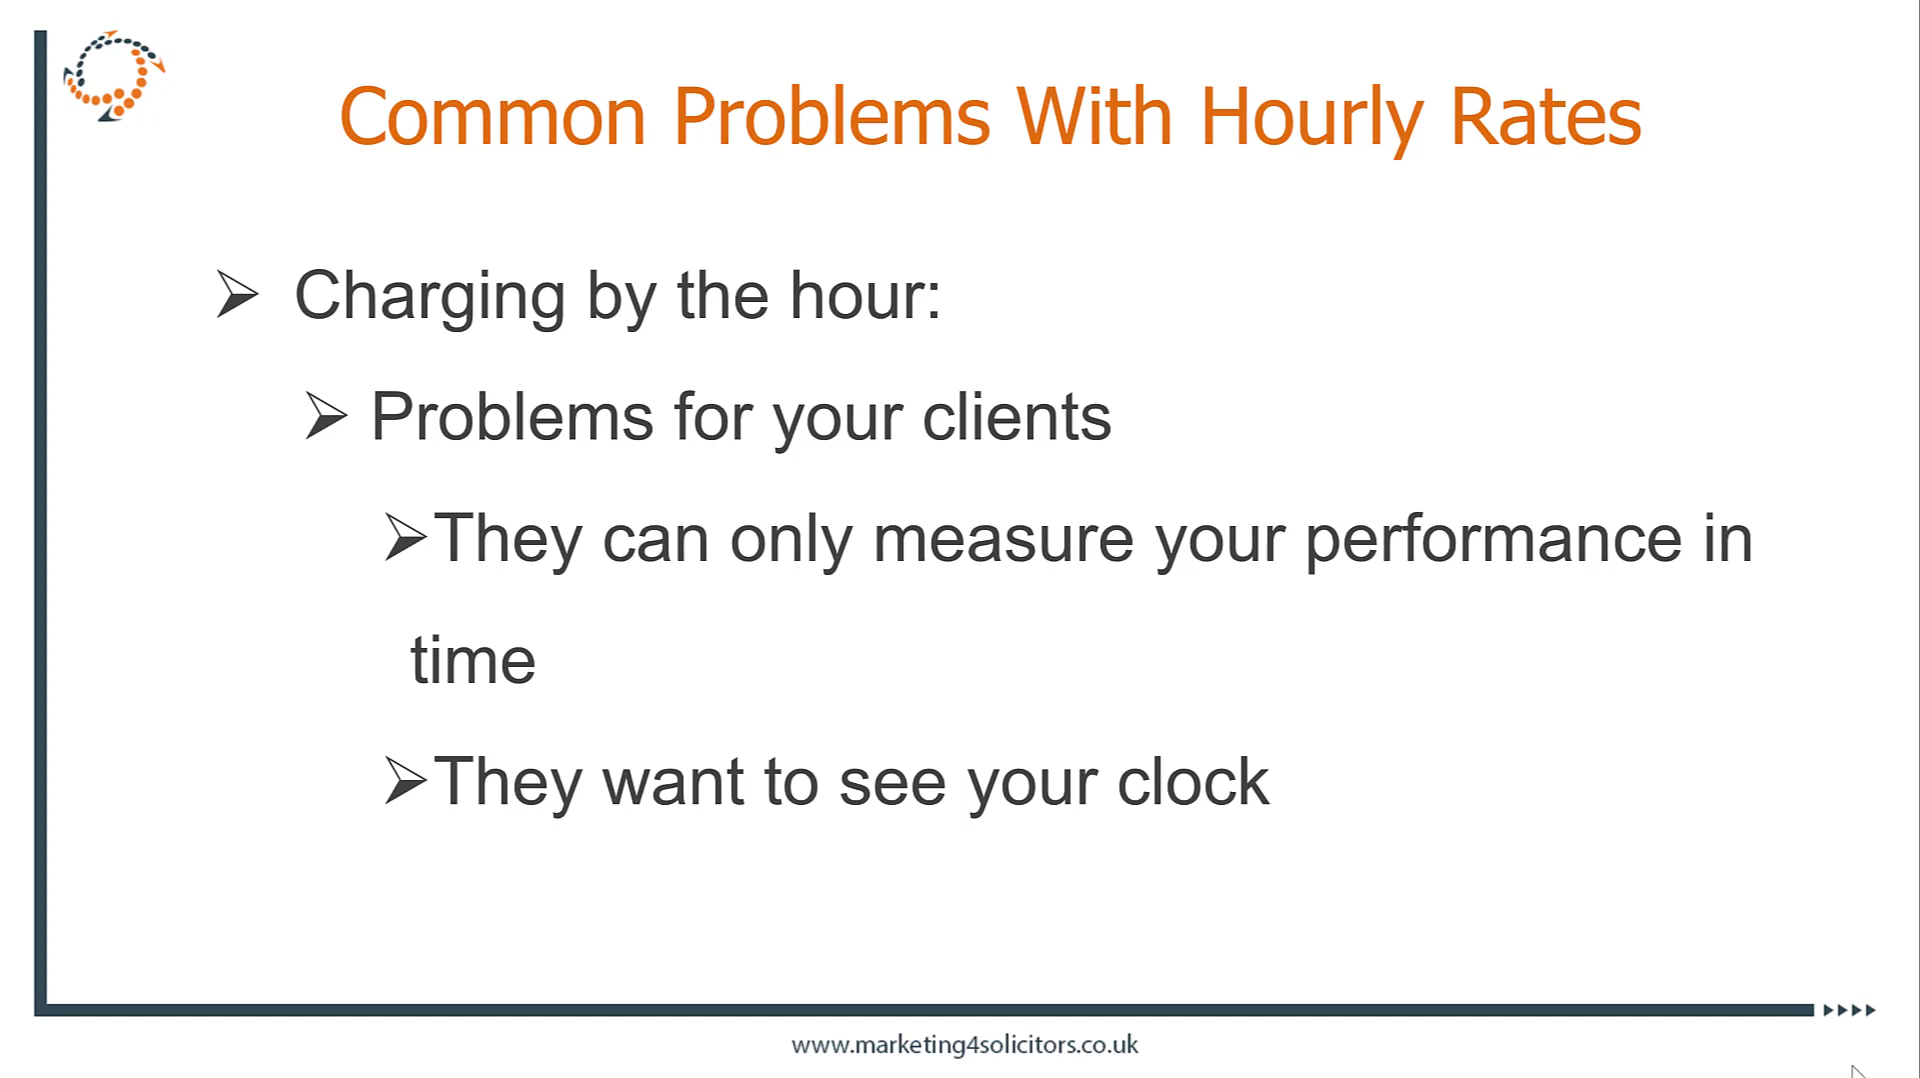 Common Problems With Hourly Rates
Charging by the hour:
Problems for your clients
They can only measure your performance in
time
They want to see your clock
www.marketing4solicitors.co.uk